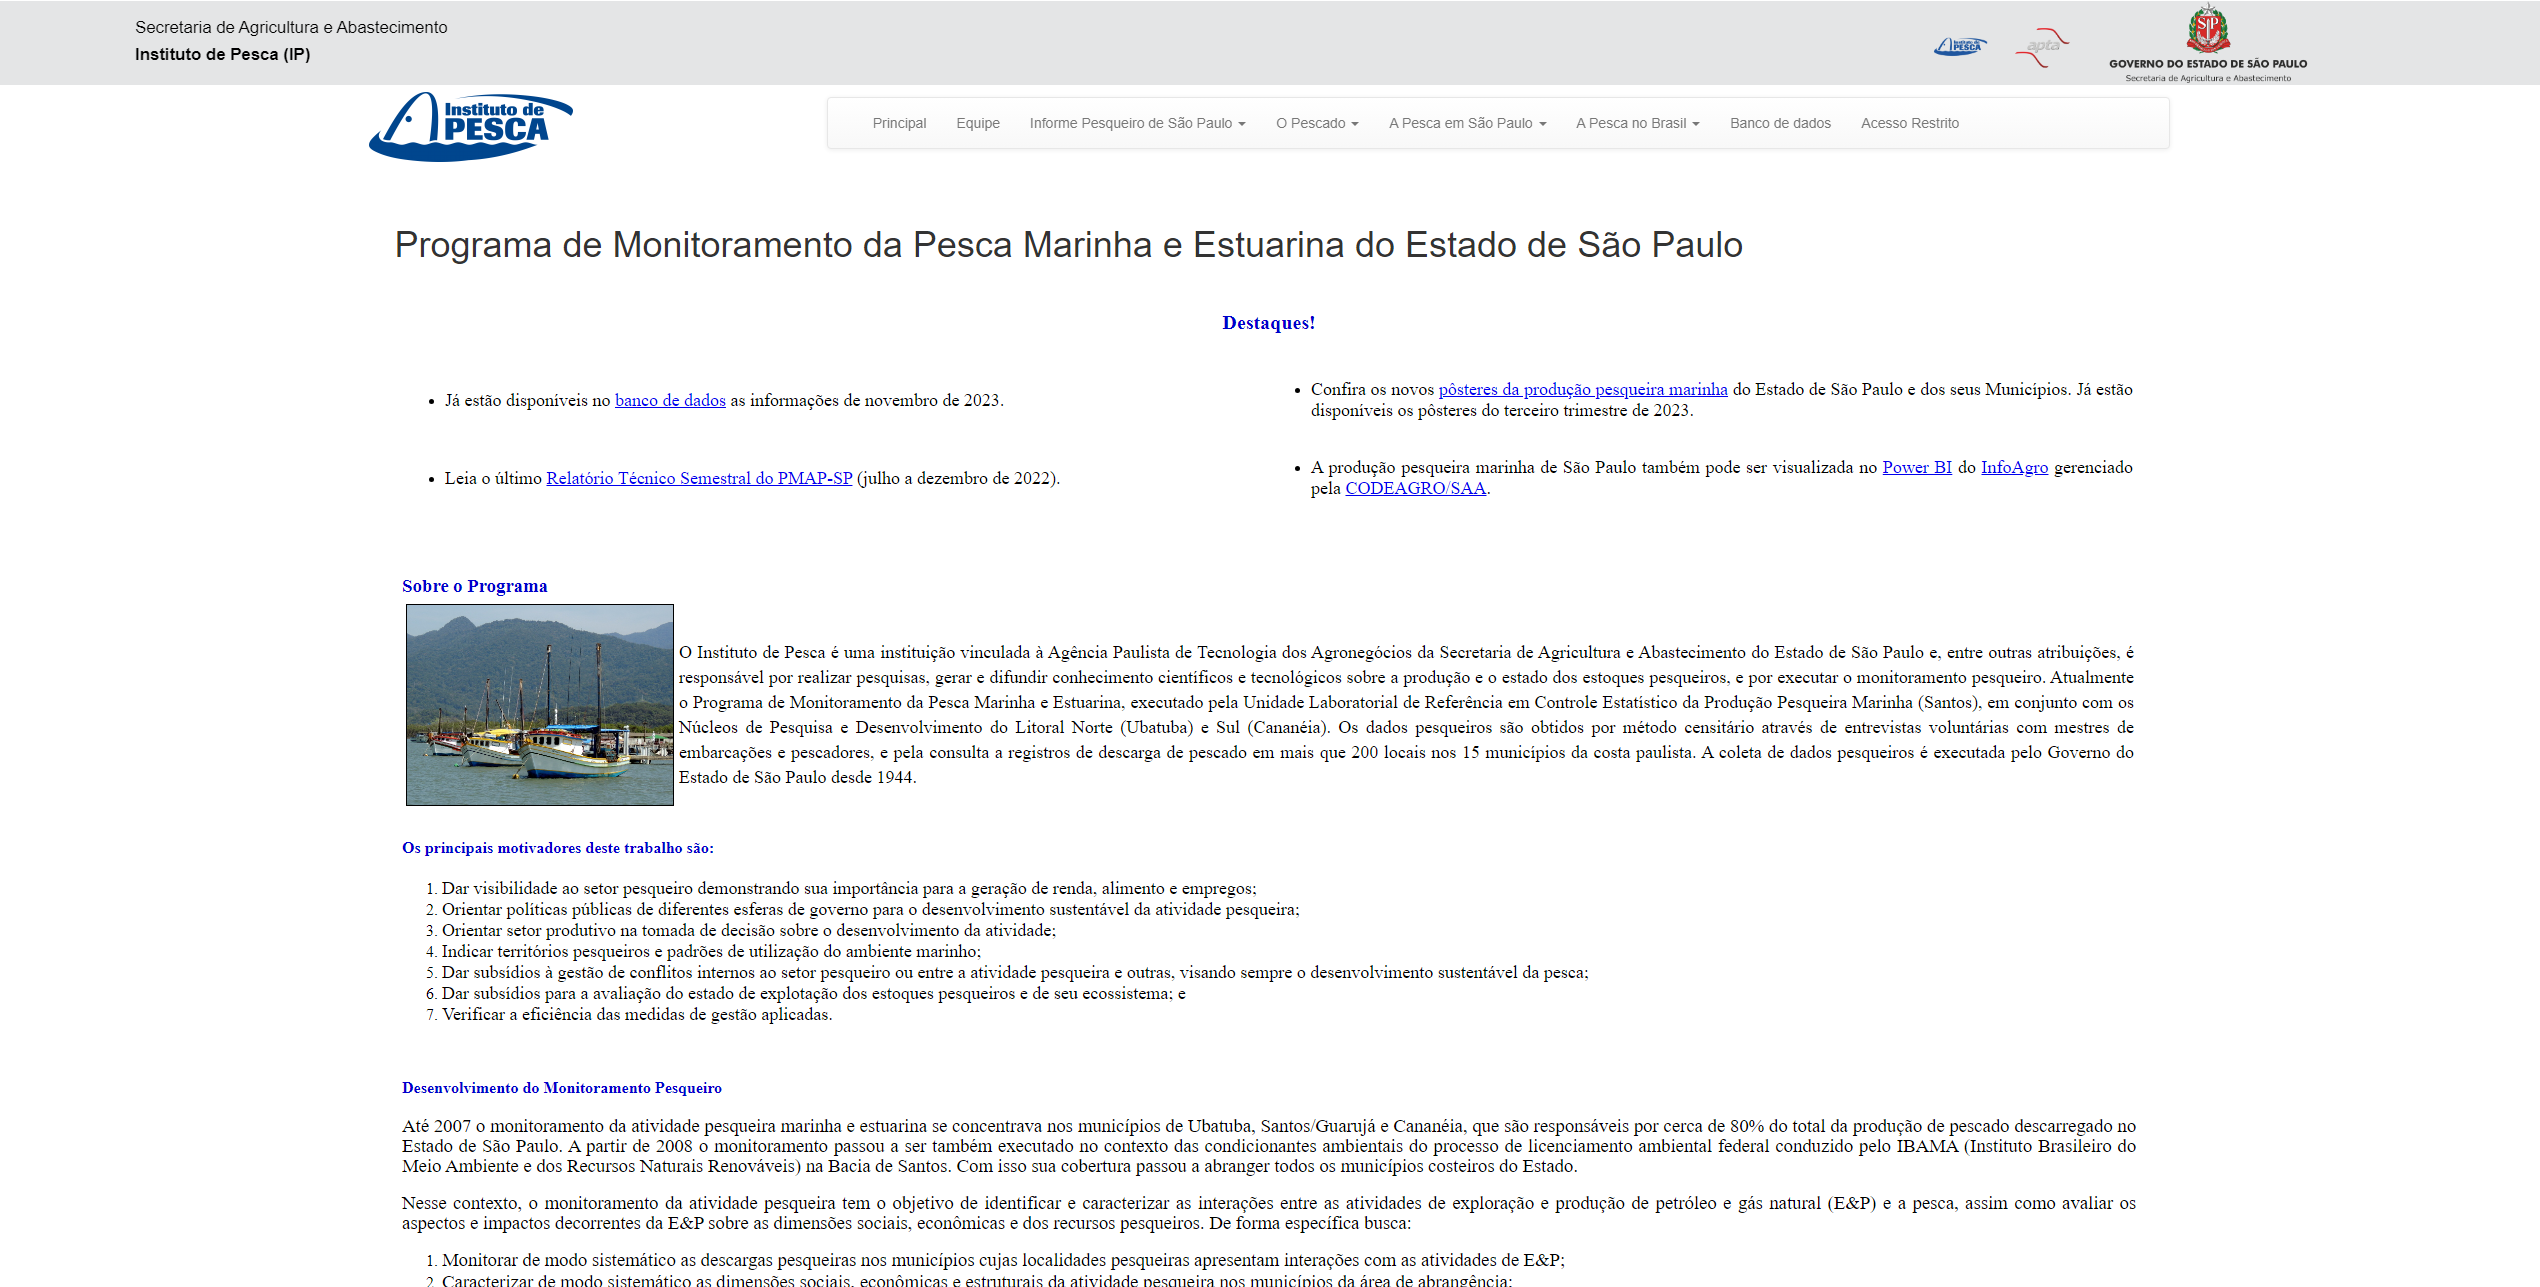 Secretaria de Agricultura e Abastecimento
Instituto de Pesca (IP)
Instituto de
PESCA
apta
SP
GOVERNO DO ESTADO DE SÃO PAULO
Secretaria de Agricultura e Abastecimento
Instituto de
PESCA
Principal Equipe Informe Pesqueiro de São Paulo O Pescado A Pesca em São Paulo A Pesca no Brasil Banco de dados Acesso Restrito
Programa de Monitoramento da Pesca Marinha e Estuarina do Estado de São Paulo
Destaques!
• Já estão disponíveis no banco de dados as informações de novembro de 2023.
• Confira os novos pôsteres da produção pesqueira marinha do Estado de São Paulo e dos seus Municípios. Já estão
disponíveis os pôsteres do terceiro trimestre de 2023.
• Leia o último Relatório Técnico Semestral do PMAP-SP (julho a dezembro de 2022).
• A produção pesqueira marinha de São Paulo também pode ser visualizada no Power BI do InfoAgro gerenciado
pela CODEAGRO/SAA.
Sobre o Programa
O Instituto de Pesca é uma instituição vinculada à Agência Paulista de Tecnologia dos Agronegócios da Secretaria de Agricultura e Abastecimento do Estado de São Paulo e, entre outras atribuições, é
responsável por realizar pesquisas, gerar e difundir conhecimento científicos e tecnológicos sobre a produção e o estado dos estoques pesqueiros, e por executar o monitoramento pesqueiro. Atualmente
o Programa de Monitoramento da Pesca Marinha e Estuarina, executado pela Unidade Laboratorial de Referência em Controle Estatístico da Produção Pesqueira Marinha (Santos), em conjunto com os
Núcleos de Pesquisa e Desenvolvimento do Litoral Norte (Ubatuba) e Sul (Cananéia). Os dados pesqueiros são obtidos por método censitário através de entrevistas voluntárias com mestres de
embarcações e pescadores, e pela consulta a registros de descarga de pescado em mais que 200 locais nos 15 municípios da costa paulista. A coleta de dados pesqueiros é executada pelo Governo do
Estado de São Paulo desde 1944.
Os principais motivadores deste trabalho são:
1. Dar visibilidade ao setor pesqueiro demonstrando sua importância para a geração de renda, alimento e empregos;
2. Orientar políticas públicas de diferentes esferas de governo para o desenvolvimento sustentável da atividade pesqueira;
3. Orientar setor produtivo na tomada de decisão sobre o desenvolvimento da atividade;
4. Indicar territórios pesqueiros e padrões de utilização do ambiente marinho;
5. Dar subsídios à gestão de conflitos internos ao setor pesqueiro ou entre a atividade pesqueira e outras, visando sempre o desenvolvimento sustentável da pesca;
6. Dar subsídios para a avaliação do estado de explotação dos estoques pesqueiros e de seu ecossistema; e
7. Verificar a eficiência das medidas de gestão aplicadas.
Desenvolvimento do Monitoramento Pesqueiro
Até 2007 o monitoramento da atividade pesqueira marinha e estuarina se concentrava nos municípios de Ubatuba, Santos/Guarujá e Cananéia, que são responsáveis por cerca de 80% do total da produção de pescado descarregado no
Estado de São Paulo. A partir de 2008 o monitoramento passou a ser também executado no contexto das condicionantes ambientais do processo de licenciamento ambiental federal conduzido pelo IBAMA (Instituto Brasileiro do
Meio Ambiente e dos Recursos Naturais Renováveis) na Bacia de Santos. Com isso sua cobertura passou a abranger todos os municípios costeiros do Estado.
Nesse contexto, o monitoramento da atividade pesqueira tem o objetivo de identificar e caracterizar as interações entre as atividades de exploração e produção de petróleo e gás natural (E&P) e a pesca, assim como avaliar os
aspectos e impactos decorrentes da E&P sobre as dimensões sociais, econômicas e dos recursos pesqueiros. De forma específica busca:
1. Monitorar de modo sistemático as descargas pesqueiras nos municípios cujas localidades pesqueiras apresentam interações com as atividades de E&P;
2. Caracterizar de modo sistemático as dimensões sociais, econômicas e estruturais da atividade pesqueira nos municípios da área de abrangência;